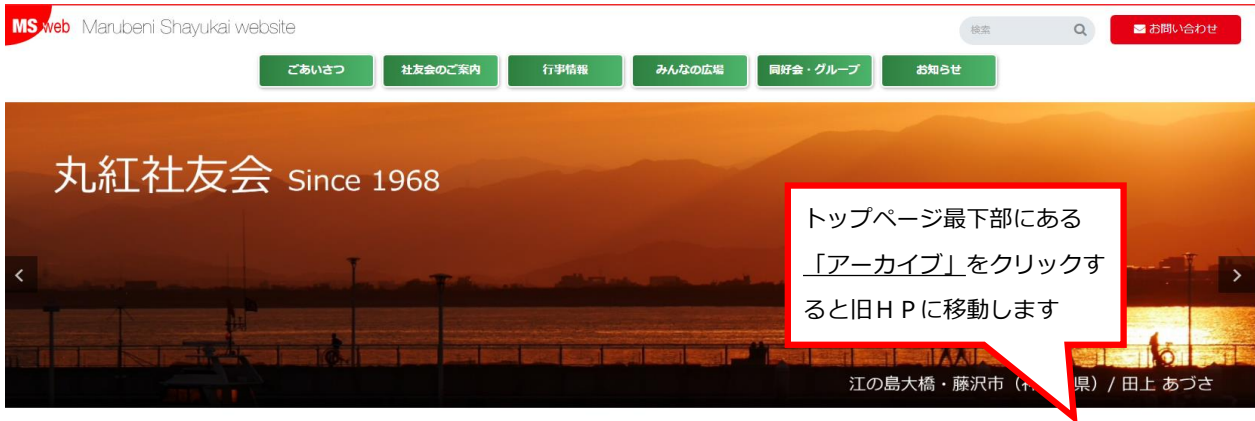 MS web Marubeni Shayukai website
検索
お問い合わせ
ごあいさつ 社友会のご案内 行事情報 みんなの広場 同好会・グループ お知らせ
丸紅社友会 Since 1968
トップページ最下部にある
「アーカイブ」をクリックす
ると旧ＨＰに移動します
江の島大橋・藤沢市（県）/ 田上 あづさ